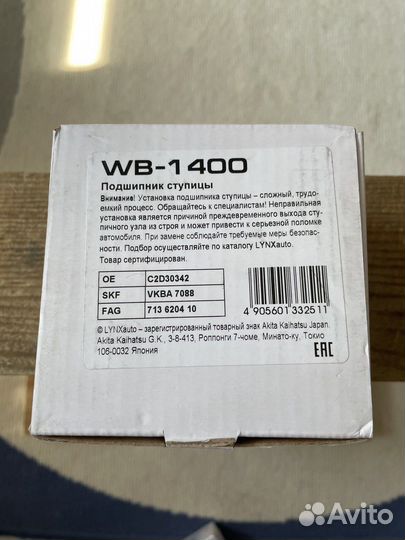 WB-1400
Подшипник ступицы
Внимание! Установка подшипника ступицы – сложный, трудо-
емкий процесс. Обращайтесь к специалистам! Неправильная
установка является причиной преждевременного выхода сту-
пичного узла из строя и может привести к серьезной поломке
автомобиля. При замене соблюдайте требуемые меры безопас-
ности. Подбор осуществляйте по каталогу LYNXauto.
Товар сертифицирован.
OE C2D30342
SKF VKBA 7088
FAG 713 6204 10
4 905601 332511
© LYNXauto – зарегистрированный товарный знак Akita Kaihatsu Japan.
Akita Kaihatsu G.K., 3-8-413, Роппонги 7-чоме, Минато-ку, Токио
106-0032 Япония
EAC
Avito